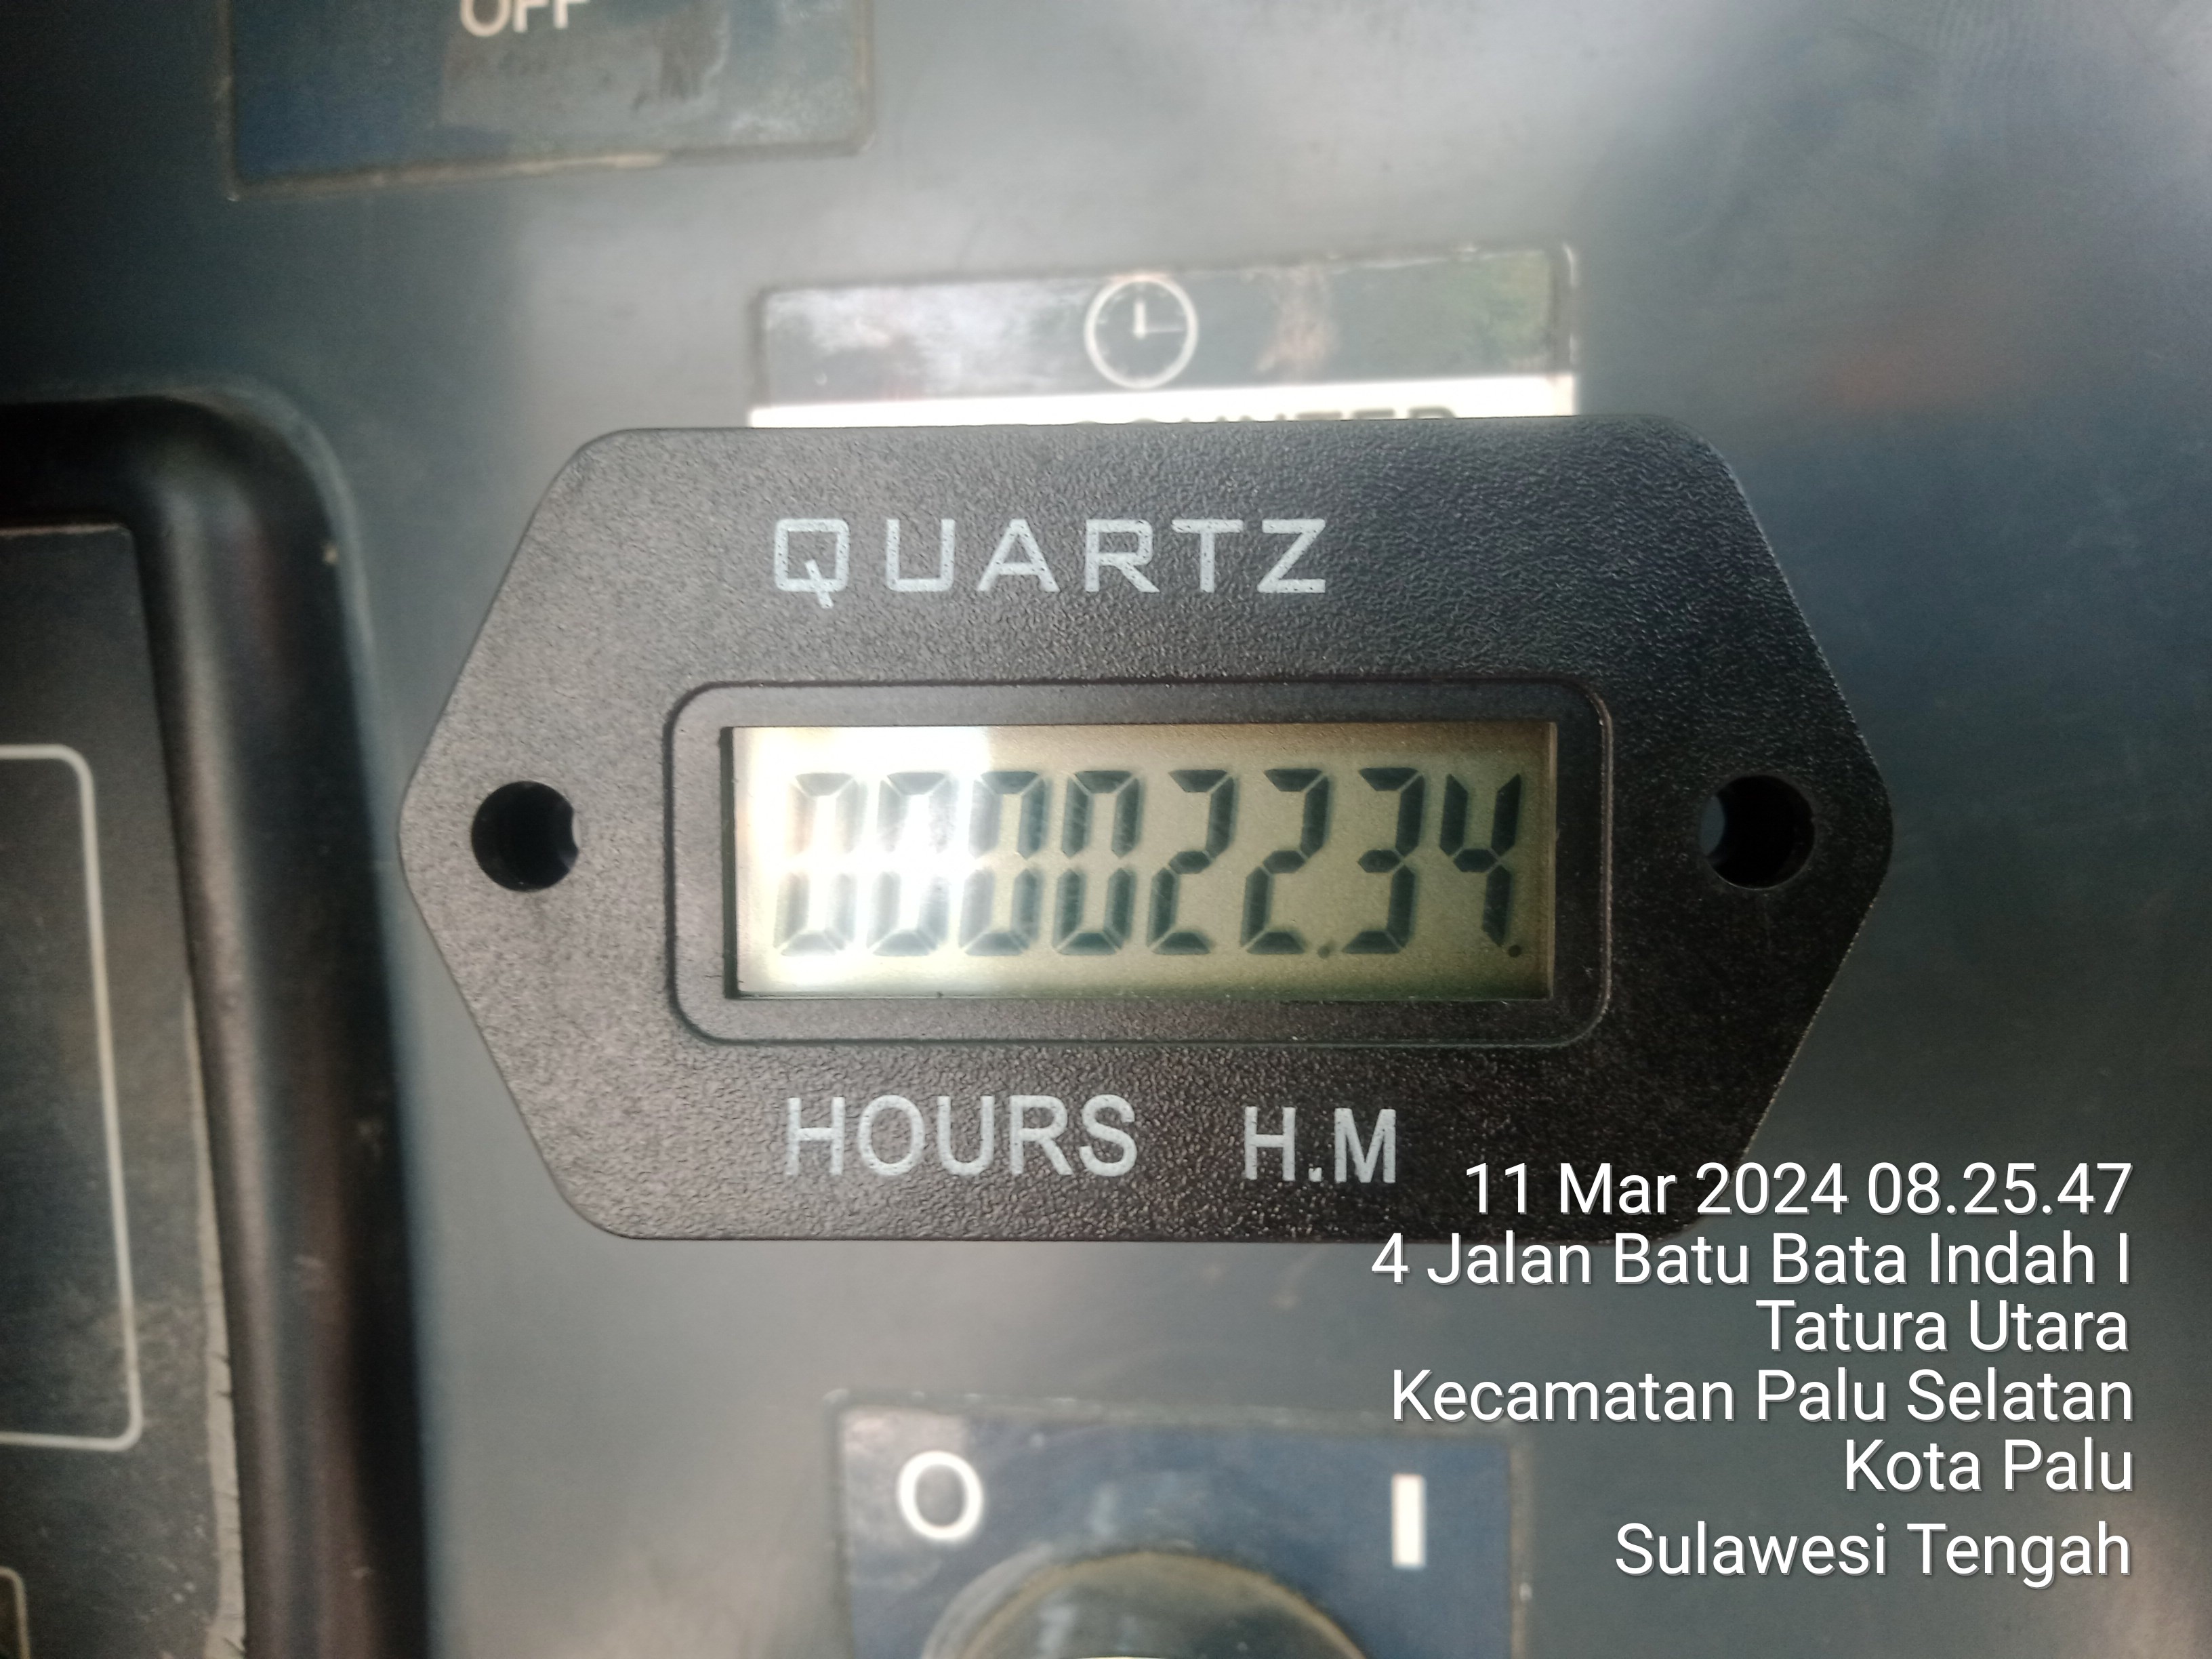 OFF
COUNTER
QUARTZ
000022.34.
HOURS H.M
11 Mar 2024 08.25.47
4 Jalan Batu Bata Indah I
Tatura Utara
Kecamatan Palu Selatan
Kota Palu
Sulawesi Tengah
O I